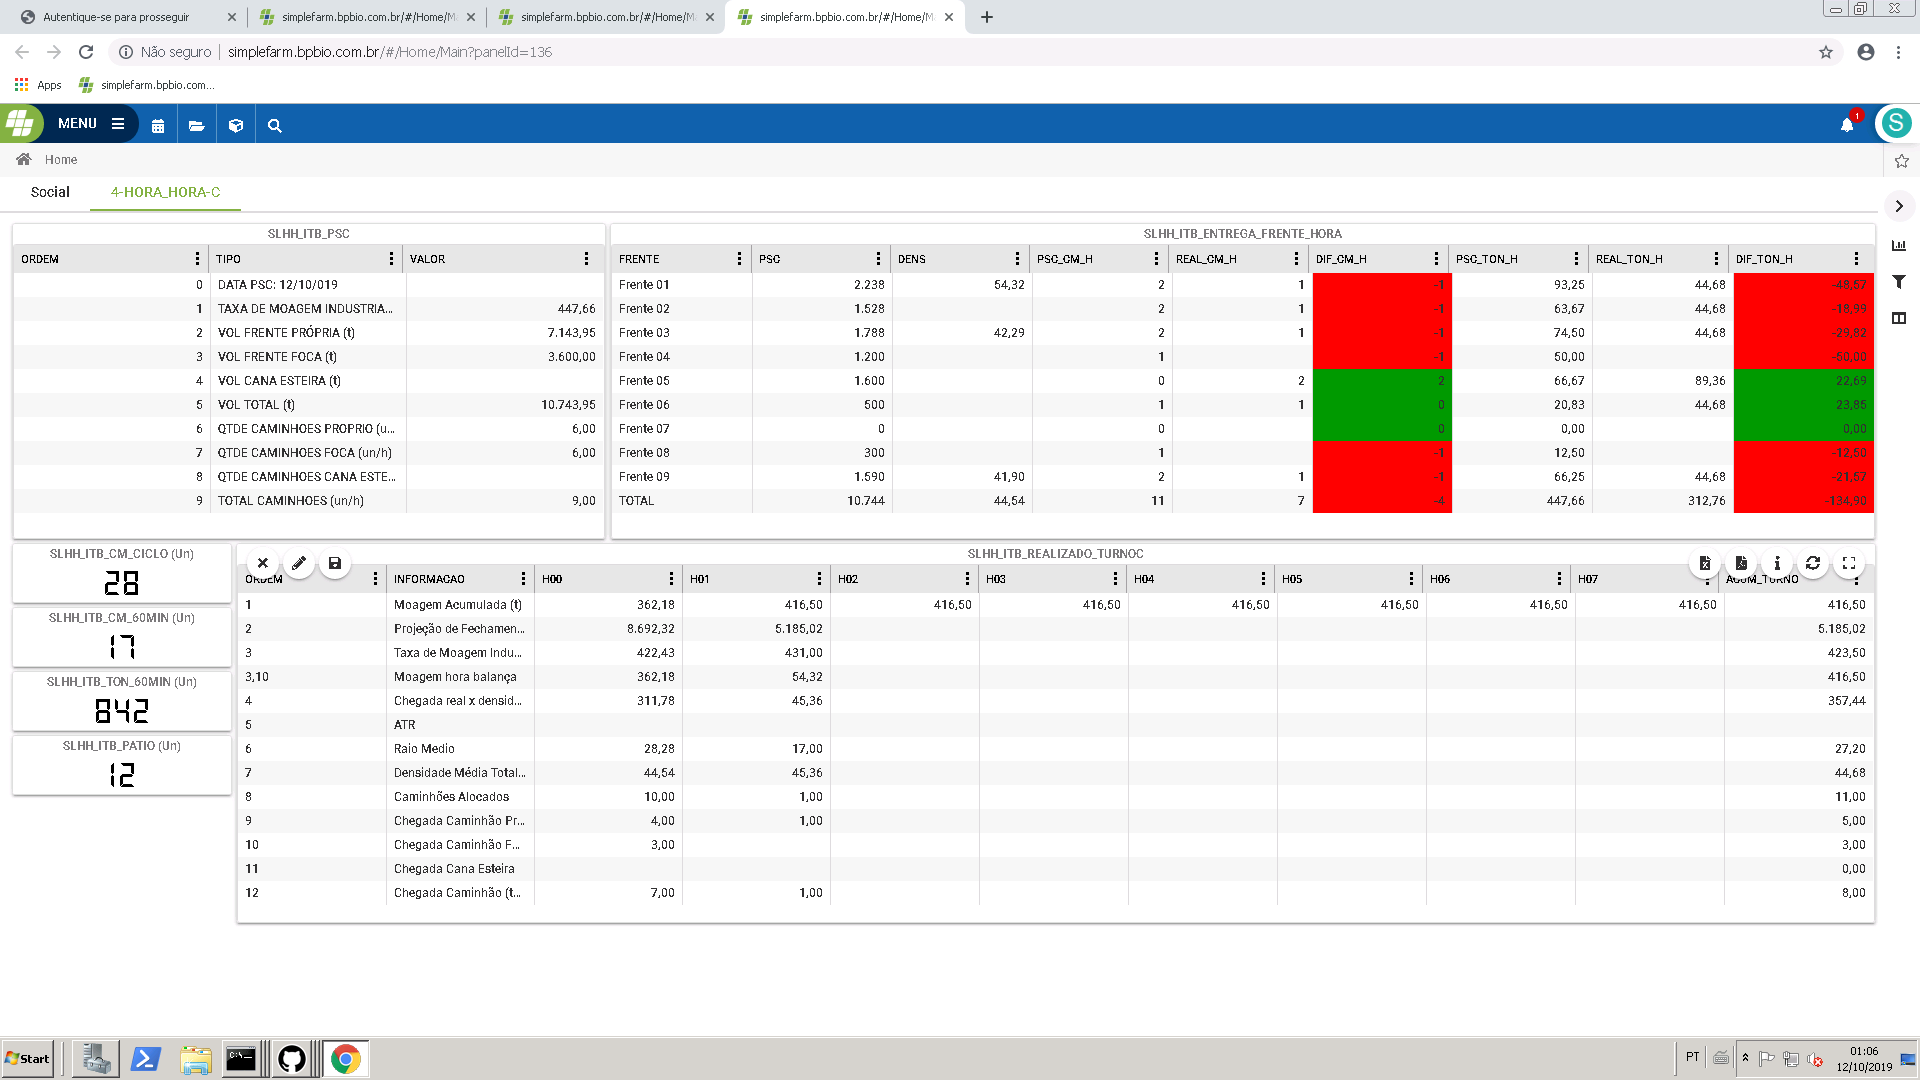 Autentique-se para prosseguir
simplefarm.bpbio.com.br/#/Home/M
simplefarm.bpbio.com.br/#/Home/M
simplefarm.bpbio.com.br/#/Home/M
Não seguro simplefarm.bpbio.com.br/#/Home/Main?panelId=136
Apps simplefarm.bpbio.com...
MENU 1 S
Home
Social 4-HORA_HORA-C
SLHH_ITB_PSC
ORDEM TIPO VALOR
0 DATA PSC: 12/10/019
1 TAXA DE MOAGEM INDUSTRIA... 447,66
2 VOL FRENTE PRÓPRIA (t) 7.143,95
3 VOL FRENTE FOCA (t) 3.600,00
4 VOL CANA ESTEIRA (t)
5 VOL TOTAL (t) 10.743,95
6 QTDE CAMINHOES PROPRIO (u... 6,00
7 QTDE CAMINHOES FOCA (un/h) 6,00
8 QTDE CAMINHOES CANA ESTE...
9 TOTAL CAMINHOES (un/h) 9,00
SLHH_ITB_ENTREGA_FRENTE_HORA
FRENTE PSC DENS PSC_CM_H REAL_CM_H DIF_CM_H PSC_TON_H REAL_TON_H DIF_TON_H
Frente 01 2.238 54,32 2 1 -1 93,25 44,68 -48,57
Frente 02 1.528 2 1 -1 63,67 44,68 -18,99
Frente 03 1.788 42,29 2 1 -1 74,50 44,68 -29,82
Frente 04 1.200 1 -1 50,00 -50,00
Frente 05 1.600 0 2 2 66,67 89,36 22,69
Frente 06 500 1 1 0 20,83 44,68 23,85
Frente 07 0 0 0 0,00 0,00
Frente 08 300 1 -1 12,50 -12,50
Frente 09 1.590 41,90 2 1 -1 66,25 44,68 -21,57
TOTAL 10.744 44,54 11 7 -4 447,66 312,76 -134,90
SLHH_ITB_CM_CICLO (Un)
28
SLHH_ITB_CM_60MIN (Un)
17
SLHH_ITB_TON_60MIN (Un)
842
SLHH_ITB_PATIO (Un)
12
SLHH_ITB_REALIZADO_TURNOC
ORDEM INFORMACAO H00 H01 H02 H03 H04 H05 H06 H07 ACUM_TURNO
1 Moagem Acumulada (t) 362,18 416,50 416,50 416,50 416,50 416,50 416,50 416,50 416,50
2 Projeção de Fechamen... 8.692,32 5.185,02 5.185,02
3 Taxa de Moagem Indu... 422,43 431,00 423,50
3,10 Moagem hora balança 362,18 54,32 416,50
4 Chegada real x densid... 311,78 45,36 357,44
5 ATR
6 Raio Medio 28,28 17,00 27,20
7 Densidade Média Total... 44,54 45,36 44,68
8 Caminhões Alocados 10,00 1,00 11,00
9 Chegada Caminhão Pr... 4,00 1,00 5,00
10 Chegada Caminhão F... 3,00 3,00
11 Chegada Cana Esteira 0,00
12 Chegada Caminhão (t... 7,00 1,00 8,00
Start PT 01:06
12/10/2019